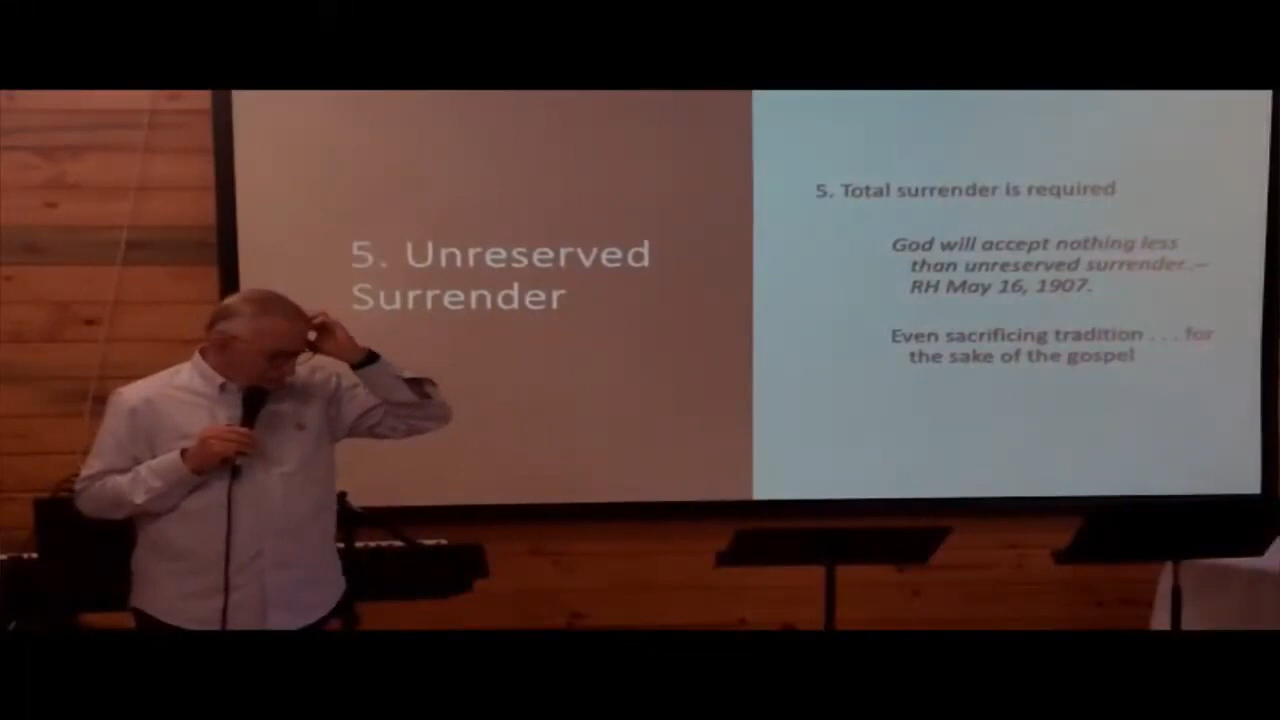 5. Unreserved
Surrender
5. Total surrender is required
God will accept nothing less
than unreserved surrender.–
RH May 16, 1907.
Even sacrificing tradition . . . for
the sake of the gospel